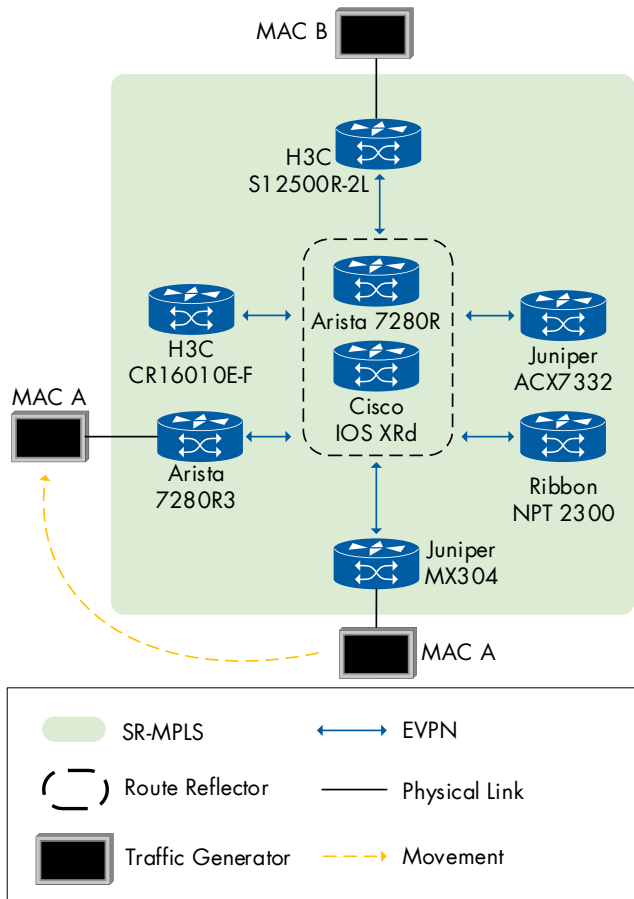 MAC B
H3C
S12500R-2L
Arista 7280R
H3C
CR16010E-F
Juniper
ACX7332
Cisco
IOS XRd
MAC A
Arista
7280R3
Ribbon
NPT 2300
Juniper
MX304
MAC A
SR-MPLS
EVPN
Route Reflector
Physical Link
Traffic Generator
Movement